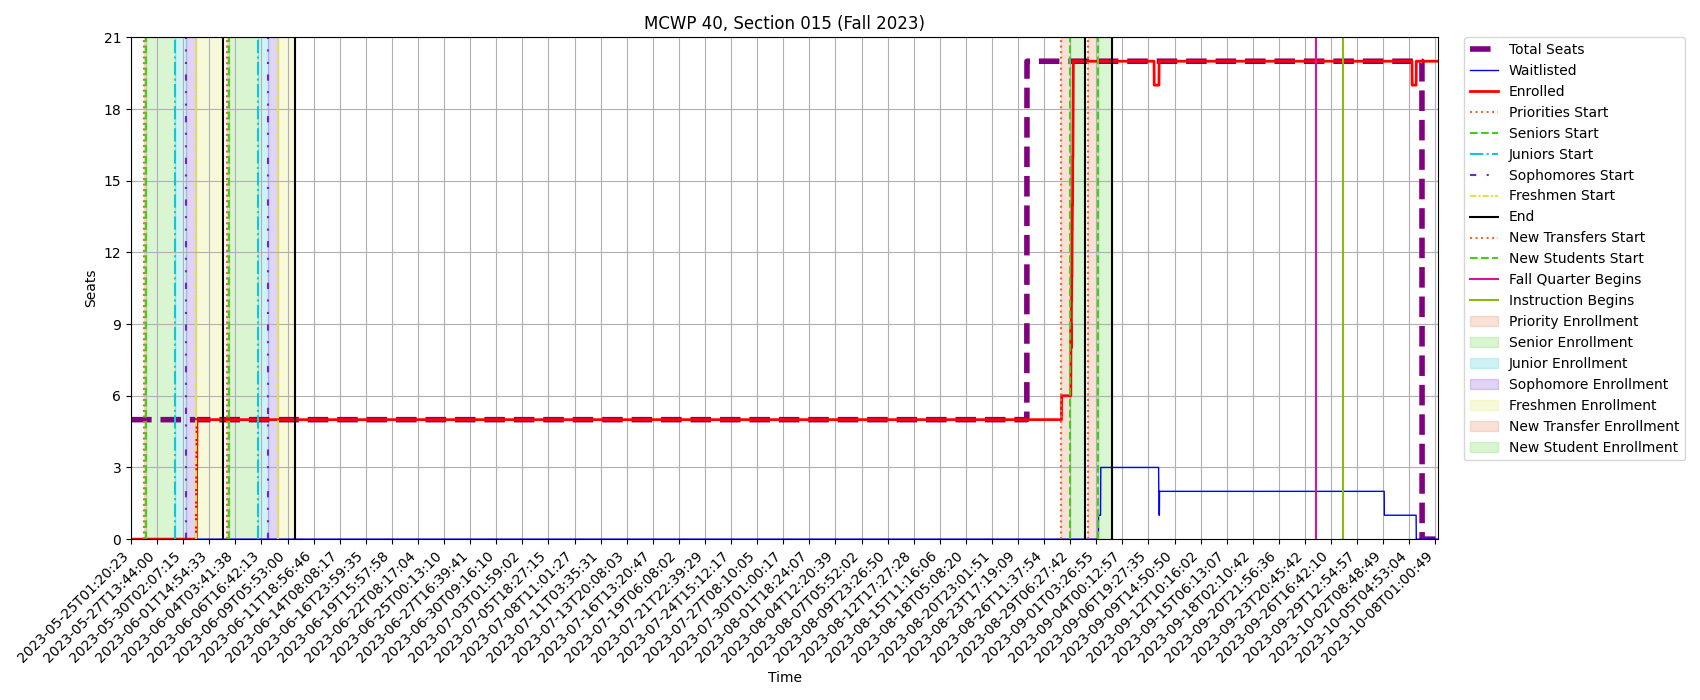 MCWP 40, Section 015 (Fall 2023)
21
18
15
12
9
6
3
0
Seats
2023-05-25T01:20:23
2023-05-27T13:44:00
2023-05-30T02:07:15
2023-06-01T14:54:33
2023-06-04T03:41:38
2023-06-06T16:42:13
2023-06-09T05:53:00
2023-06-11T18:56:46
2023-06-14T08:08:17
2023-06-16T23:59:35
2023-06-19T15:57:58
2023-06-22T08:17:04
2023-06-25T00:13:10
2023-06-27T16:39:41
2023-06-30T09:16:10
2023-07-03T01:59:02
2023-07-05T18:27:15
2023-07-08T11:01:27
2023-07-11T03:35:31
2023-07-13T20:08:03
2023-07-16T13:20:47
2023-07-19T06:08:02
2023-07-21T22:39:29
2023-07-24T15:12:17
2023-07-27T08:10:05
2023-07-30T01:00:17
2023-08-01T18:24:07
2023-08-04T12:20:39
2023-08-07T05:52:02
2023-08-09T23:26:50
2023-08-12T17:27:28
2023-08-15T11:16:06
2023-08-18T05:08:20
2023-08-20T23:01:51
2023-08-23T17:19:09
2023-08-26T11:37:54
2023-08-29T06:27:42
2023-09-01T03:26:55
2023-09-04T00:12:57
2023-09-06T19:27:35
2023-09-09T14:50:50
2023-09-12T10:16:02
2023-09-15T06:13:07
2023-09-18T02:10:42
2023-09-20T21:56:36
2023-09-23T20:45:42
2023-09-26T16:42:10
2023-09-29T12:54:57
2023-10-02T08:48:49
2023-10-05T04:53:04
2023-10-08T01:00:49
Time
Total Seats
Waitlisted
Enrolled
Priorities Start
Seniors Start
Juniors Start
Sophomores Start
Freshmen Start
End
New Transfers Start
New Students Start
Fall Quarter Begins
Instruction Begins
Priority Enrollment
Senior Enrollment
Junior Enrollment
Sophomore Enrollment
Freshmen Enrollment
New Transfer Enrollment
New Student Enrollment